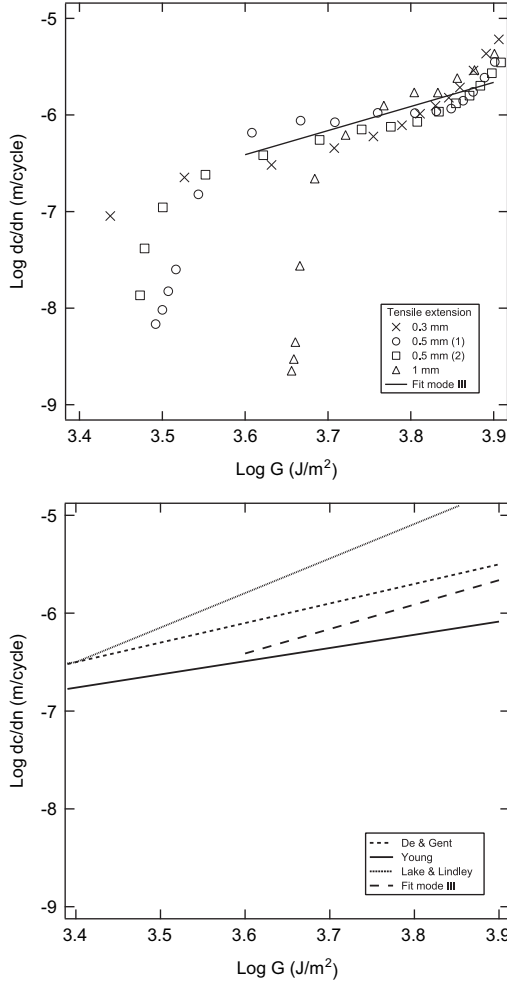 -5
-6
-7
-8
-9
Log dc/dn (m/cycle)
Tensile extension
0.3 mm
0.5 mm (1)
0.5 mm (2)
1 mm
Fit mode III
3.4 3.5 3.6 3.7 3.8 3.9
Log G (J/m²)
-5
-6
-7
-8
-9
Log dc/dn (m/cycle)
De & Gent
Young
Lake & Lindley
Fit mode III
3.4 3.5 3.6 3.7 3.8 3.9
Log G (J/m²)